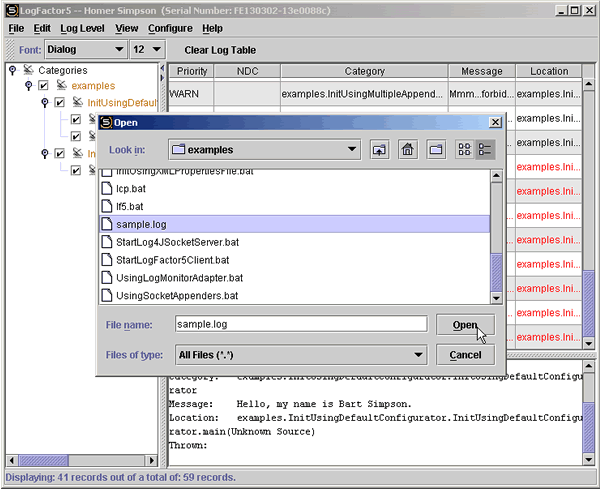 LogFactor5 -- Homer Simpson (Serial Number: FE130302-13e0088c)
File Edit Log Level View Configure Help
Font: Dialog 12 Clear Log Table
Categories
examples
InitUsingDefau
In
Priority NDC Category Message Location
WARN examples.InitUsingMultipleAppend... Mmm...forbid... examples.Ini...
examples.Ini...
examples.Ini...
examples.Ini...
examples.Ini...
examples.Ini...
examples.Ini...
examples.Ini...
examples.Ini...
examples.Ini...
Open
Look in: examples
InitUsingXMLPropertiesFile.bat
lcp.bat
lf5.bat
sample.log
StartLog4JSocketServer.bat
StartLogFactor5Client.bat
UsingLogMonitorAdapter.bat
UsingSocketAppenders.bat
File name: sample.log Open
Files of type: All Files (*.*) Cancel
Category: examples.InitUsingDefaultConfigurator.InitUsingDefaultConfigu
rator
Message: Hello, my name is Bart Simpson.
Location: examples.InitUsingDefaultConfigurator.InitUsingDefaultConfigu
rator.main(Unknown Source)
Thrown:
Displaying: 41 records out of a total of: 59 records.